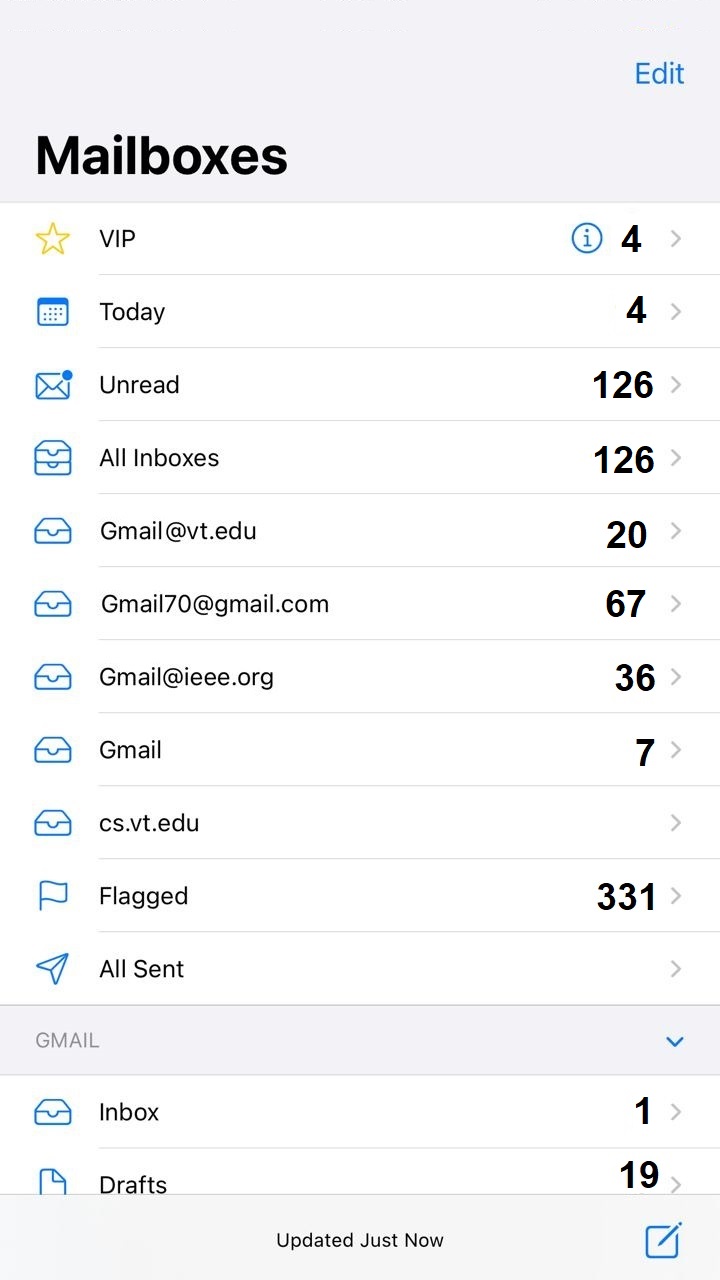 Edit
Mailboxes
VIP 4
Today 4
Unread 126
All Inboxes 126
Gmail@vt.edu 20
Gmail70@gmail.com 67
Gmail@ieee.org 36
Gmail 7
cs.vt.edu
Flagged 331
All Sent
GMAIL
Inbox 1
Drafts 19
Updated Just Now